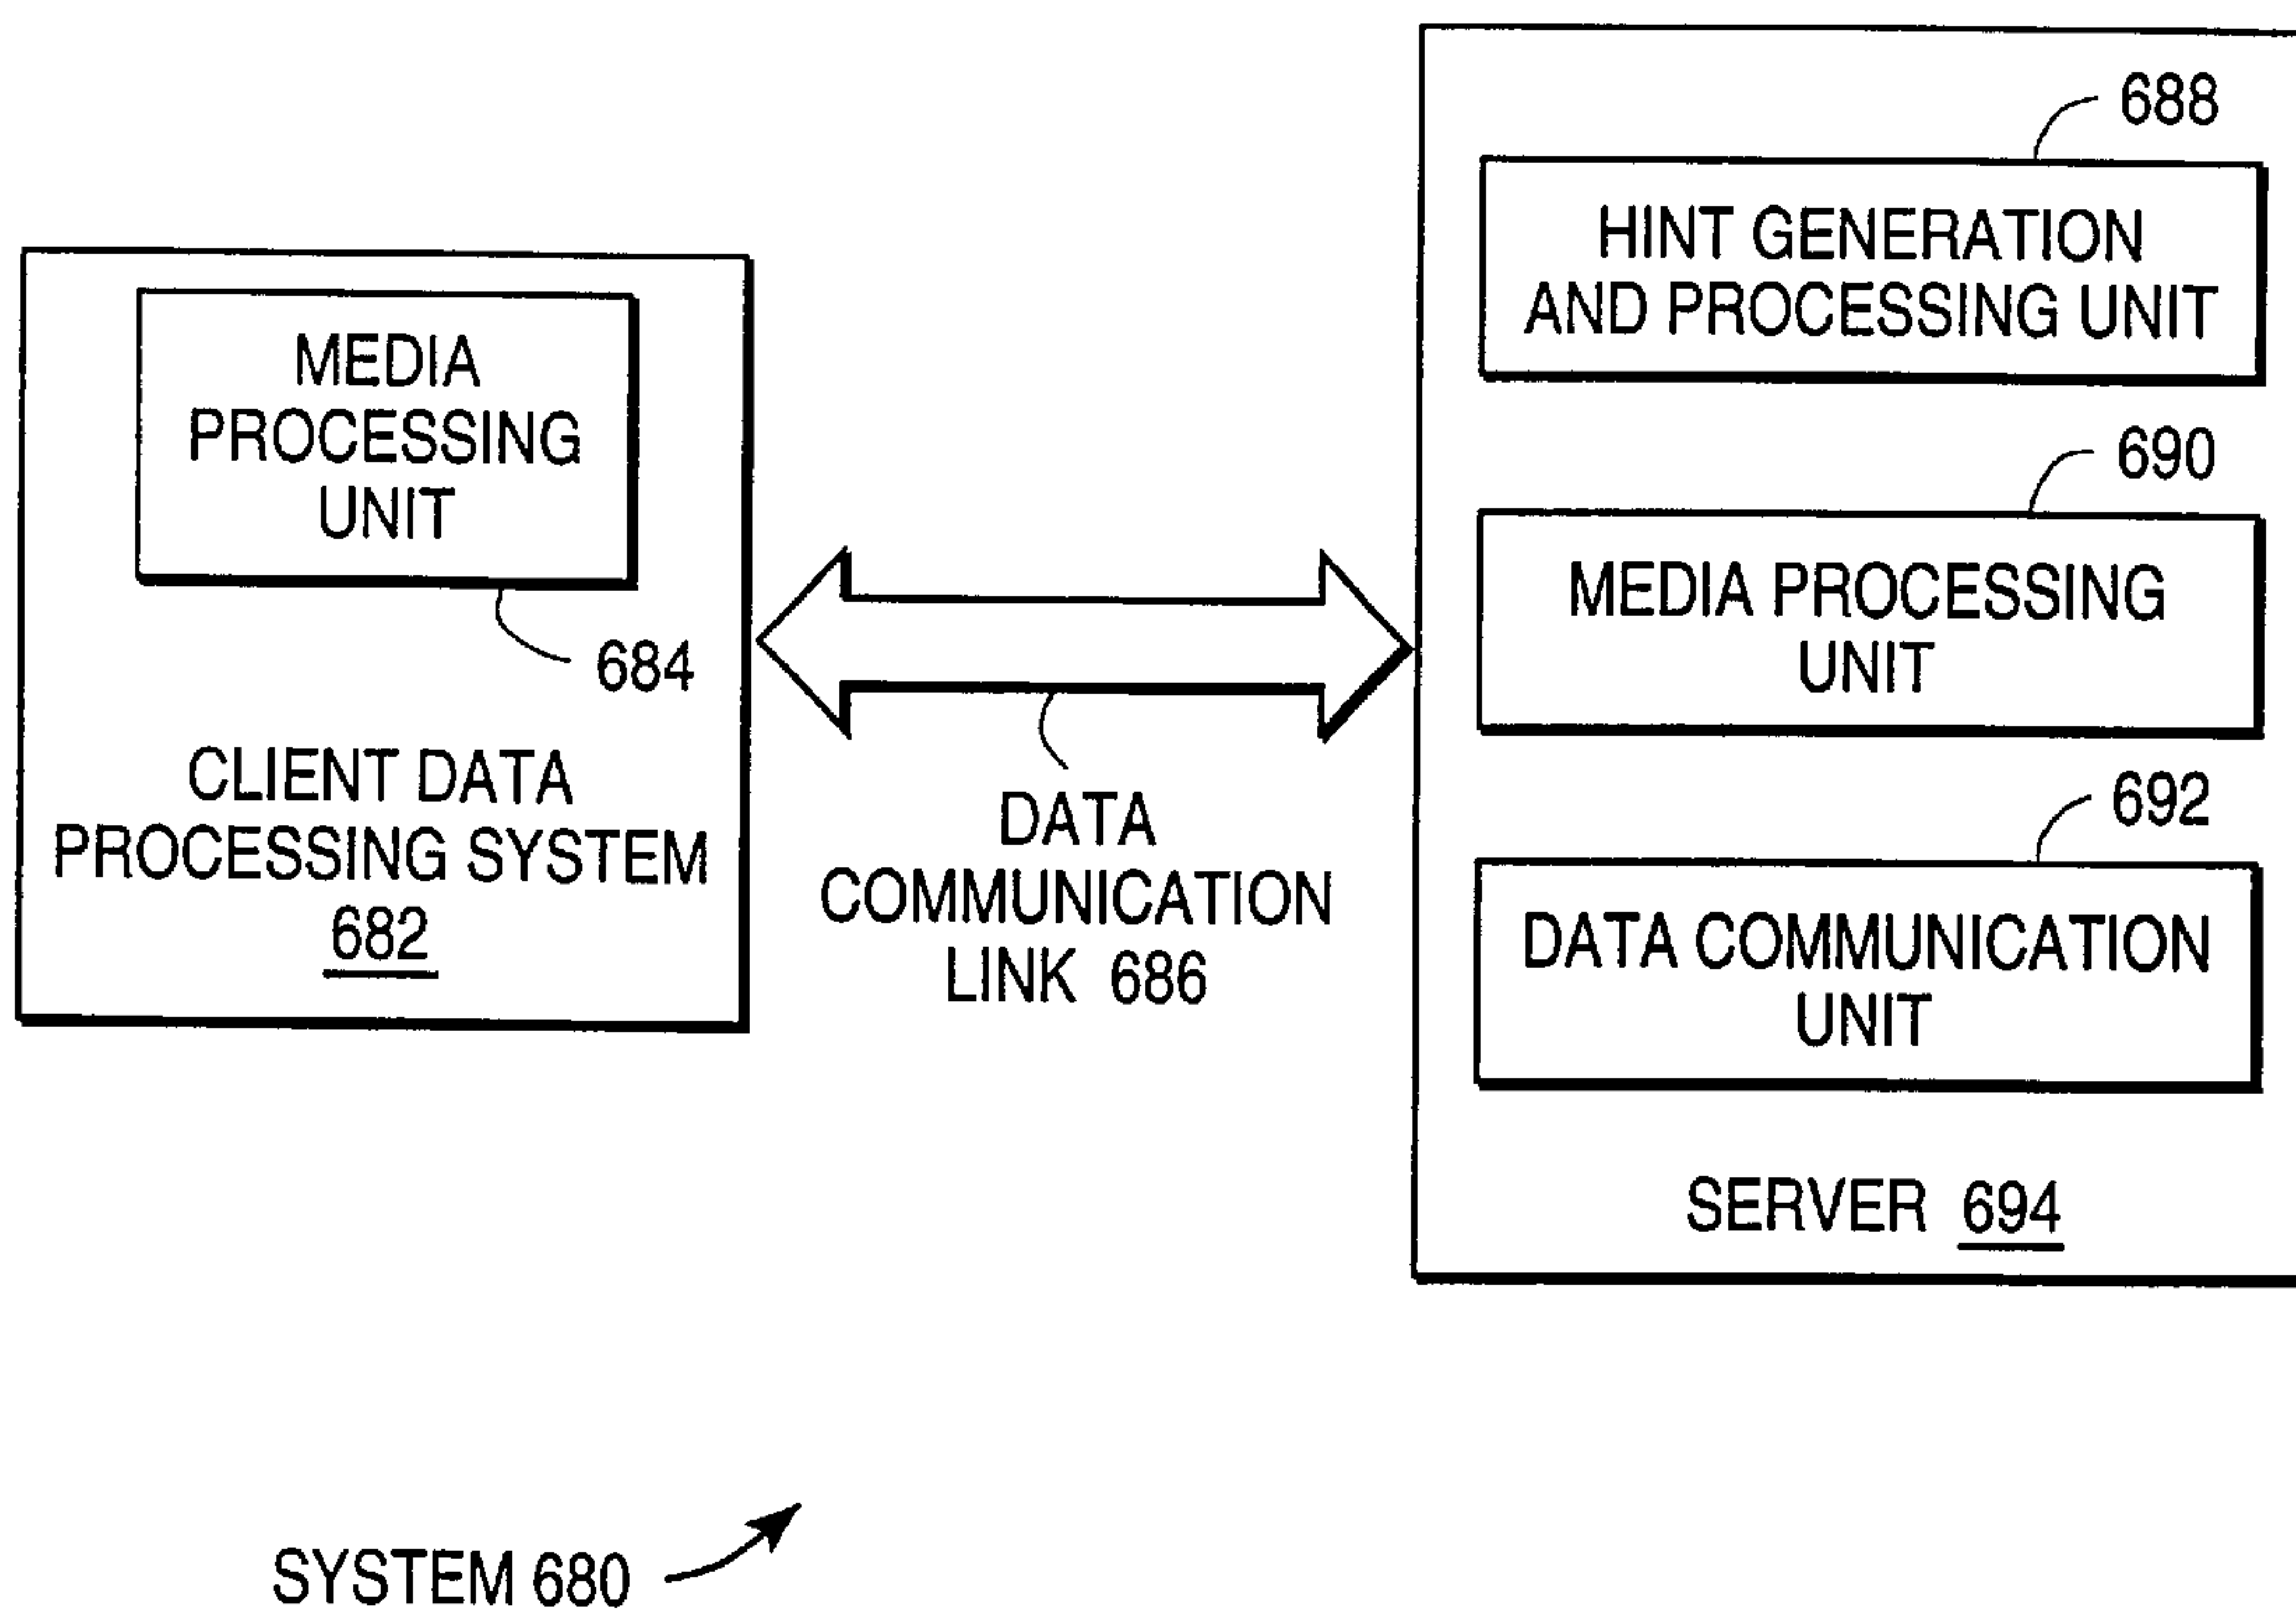 MEDIA
PROCESSING
UNIT
684
CLIENT DATA
PROCESSING SYSTEM
682
DATA
COMMUNICATION
LINK 686
688
HINT GENERATION
AND PROCESSING UNIT
690
MEDIA PROCESSING
UNIT
692
DATA COMMUNICATION
UNIT
SERVER 694
SYSTEM 680